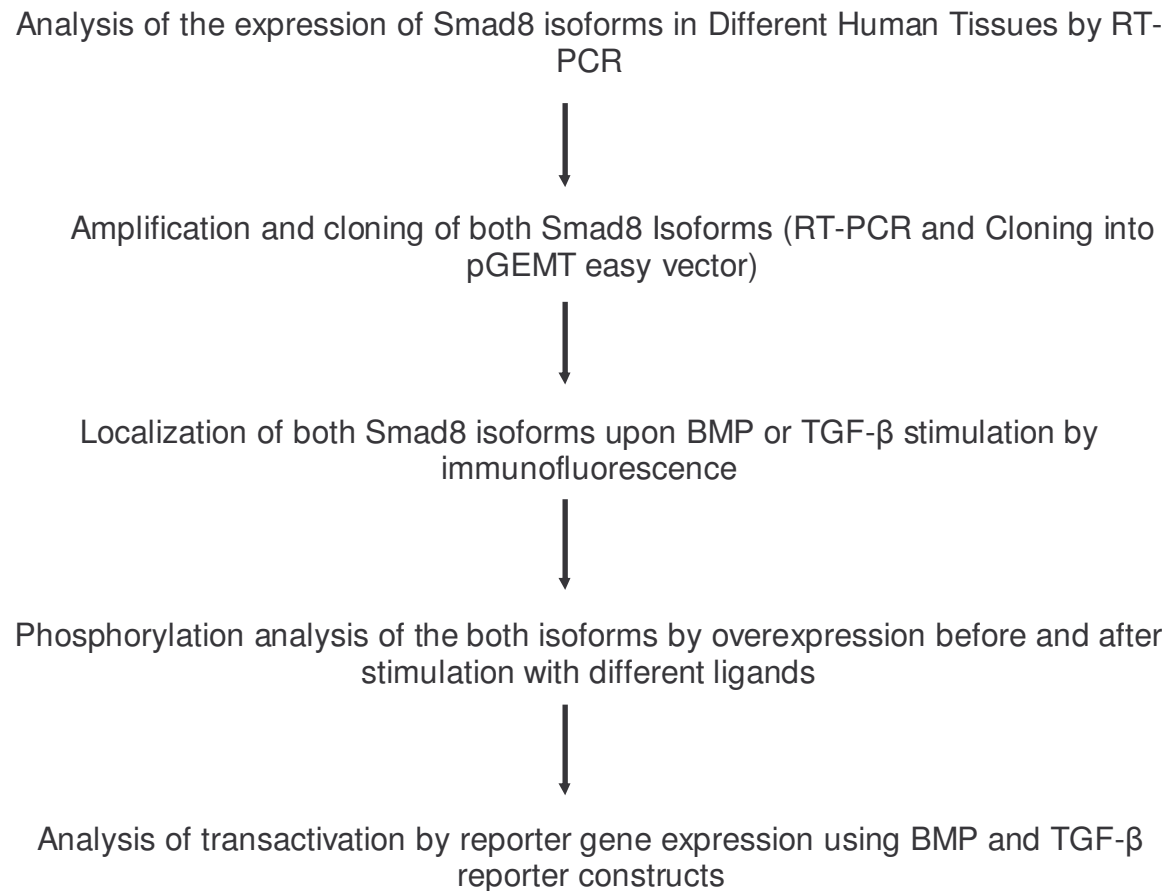 Analysis of the expression of Smad8 isoforms in Different Human Tissues by RT-
PCR
Amplification and cloning of both Smad8 Isoforms (RT-PCR and Cloning into
pGEMT easy vector)
Localization of both Smad8 isoforms upon BMP or TGF-β stimulation by
immunofluorescence
Phosphorylation analysis of the both isoforms by overexpression before and after
stimulation with different ligands
Analysis of transactivation by reporter gene expression using BMP and TGF-β
reporter constructs